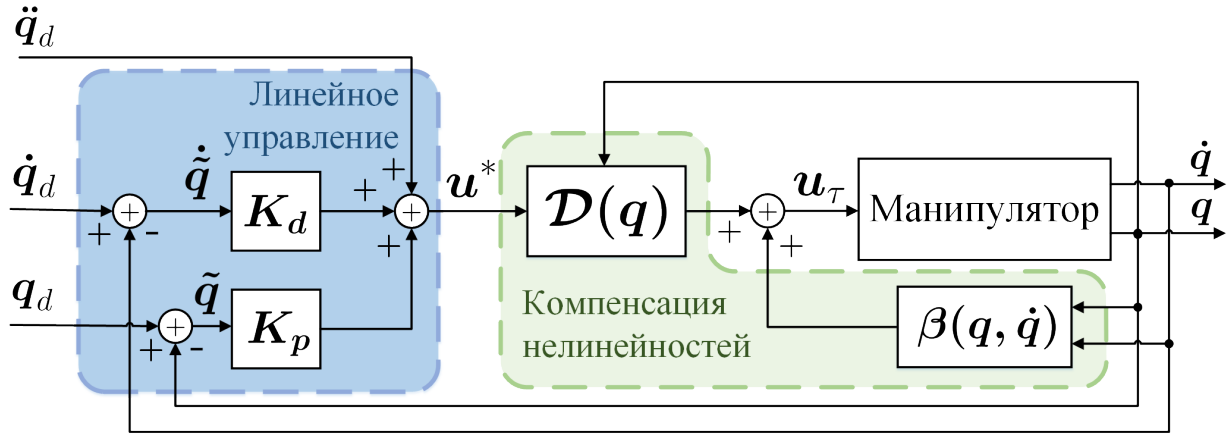 q̈_d
Линейное
управление
q̇_d
+
-
+
q̃̇
K_d
+
+
+
+
u*
D(q)
+
+
+
u_τ
Манипулятор
q̇
q
q_d
+
-
+
q̃
K_p
Компенсация
нелинейностей
β(q, q̇)